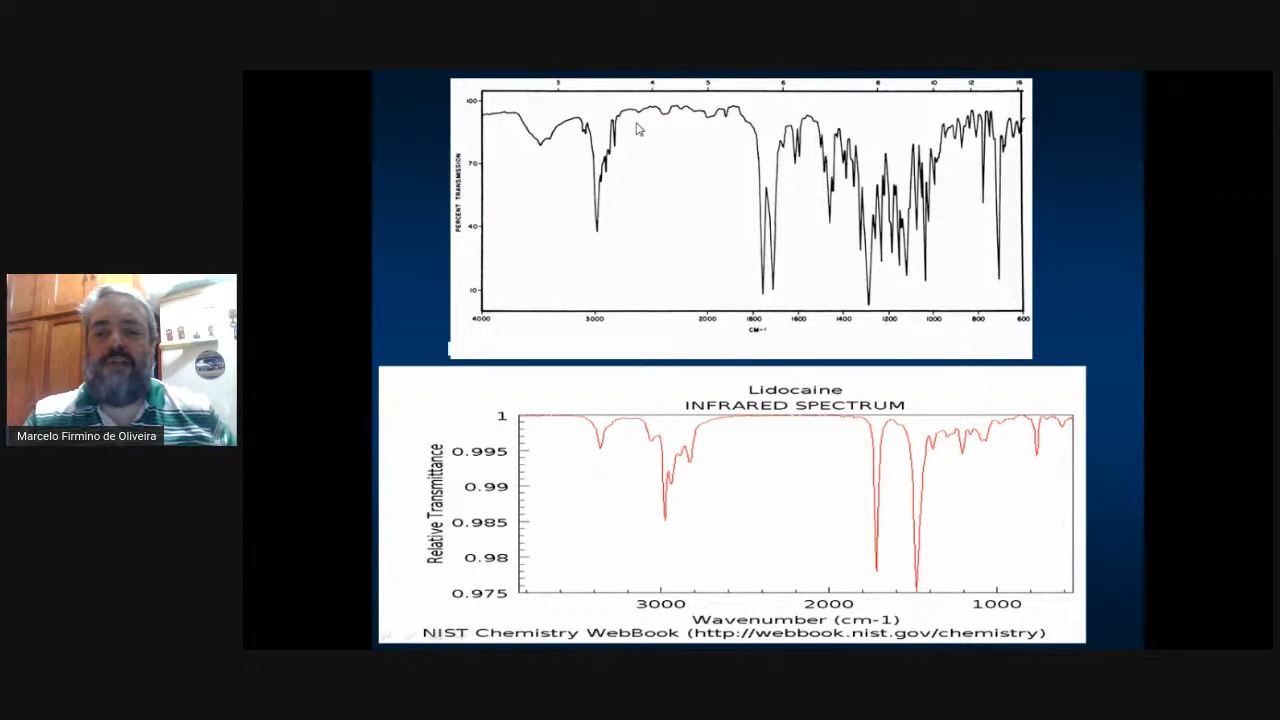 3 4 5 6 8 10 12 15
100
70
40
10
PERCENT TRANSMISSION
4000 3000 2000 1800 1600 1400 1200 1000 800 600
CM-1
Lidocaine
INFRARED SPECTRUM
1
0.995
0.99
0.985
0.98
0.975
Relative Transmittance
3000 2000 1000
Wavenumber (cm-1)
NIST Chemistry WebBook (http://webbook.nist.gov/chemistry)
Marcelo Firmino de Oliveira